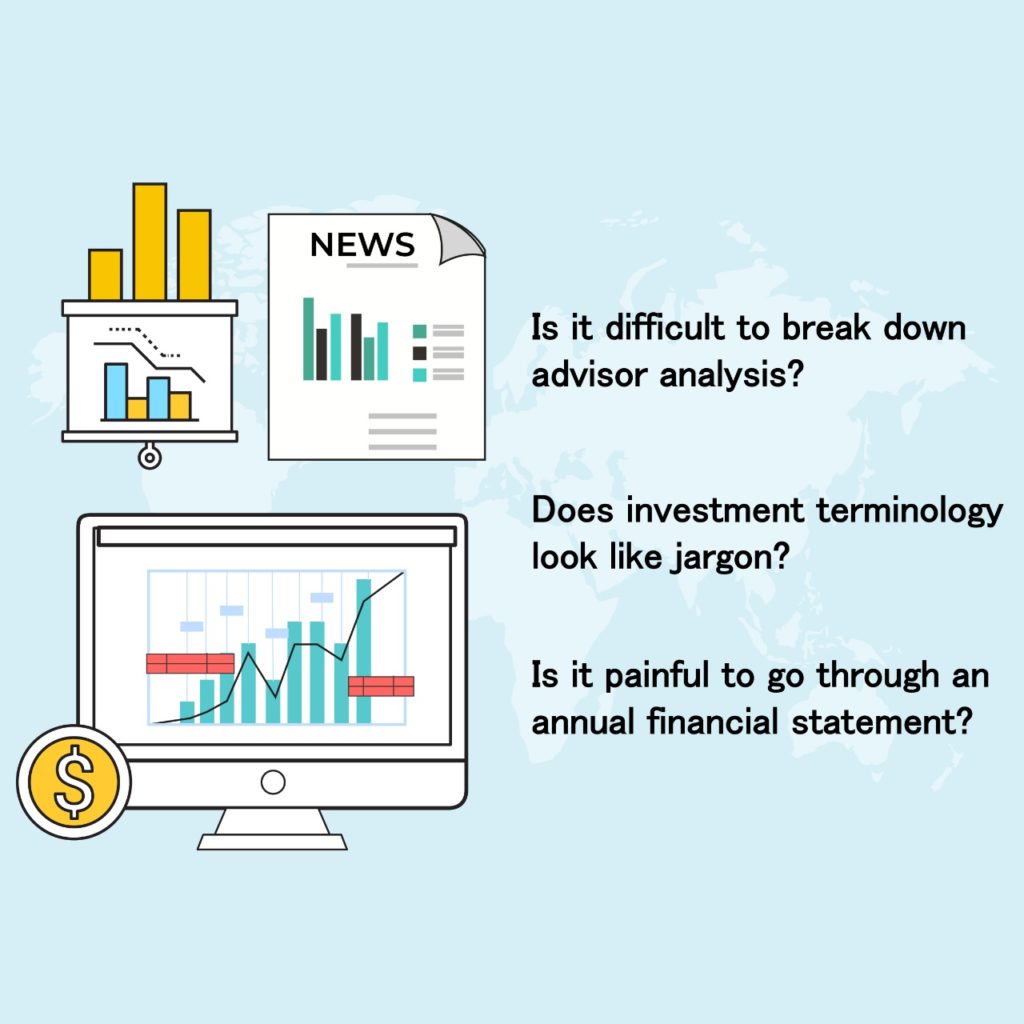 NEWS
Is it difficult to break down
advisor analysis?
Does investment terminology
look like jargon?
Is it painful to go through an
annual financial statement?
$